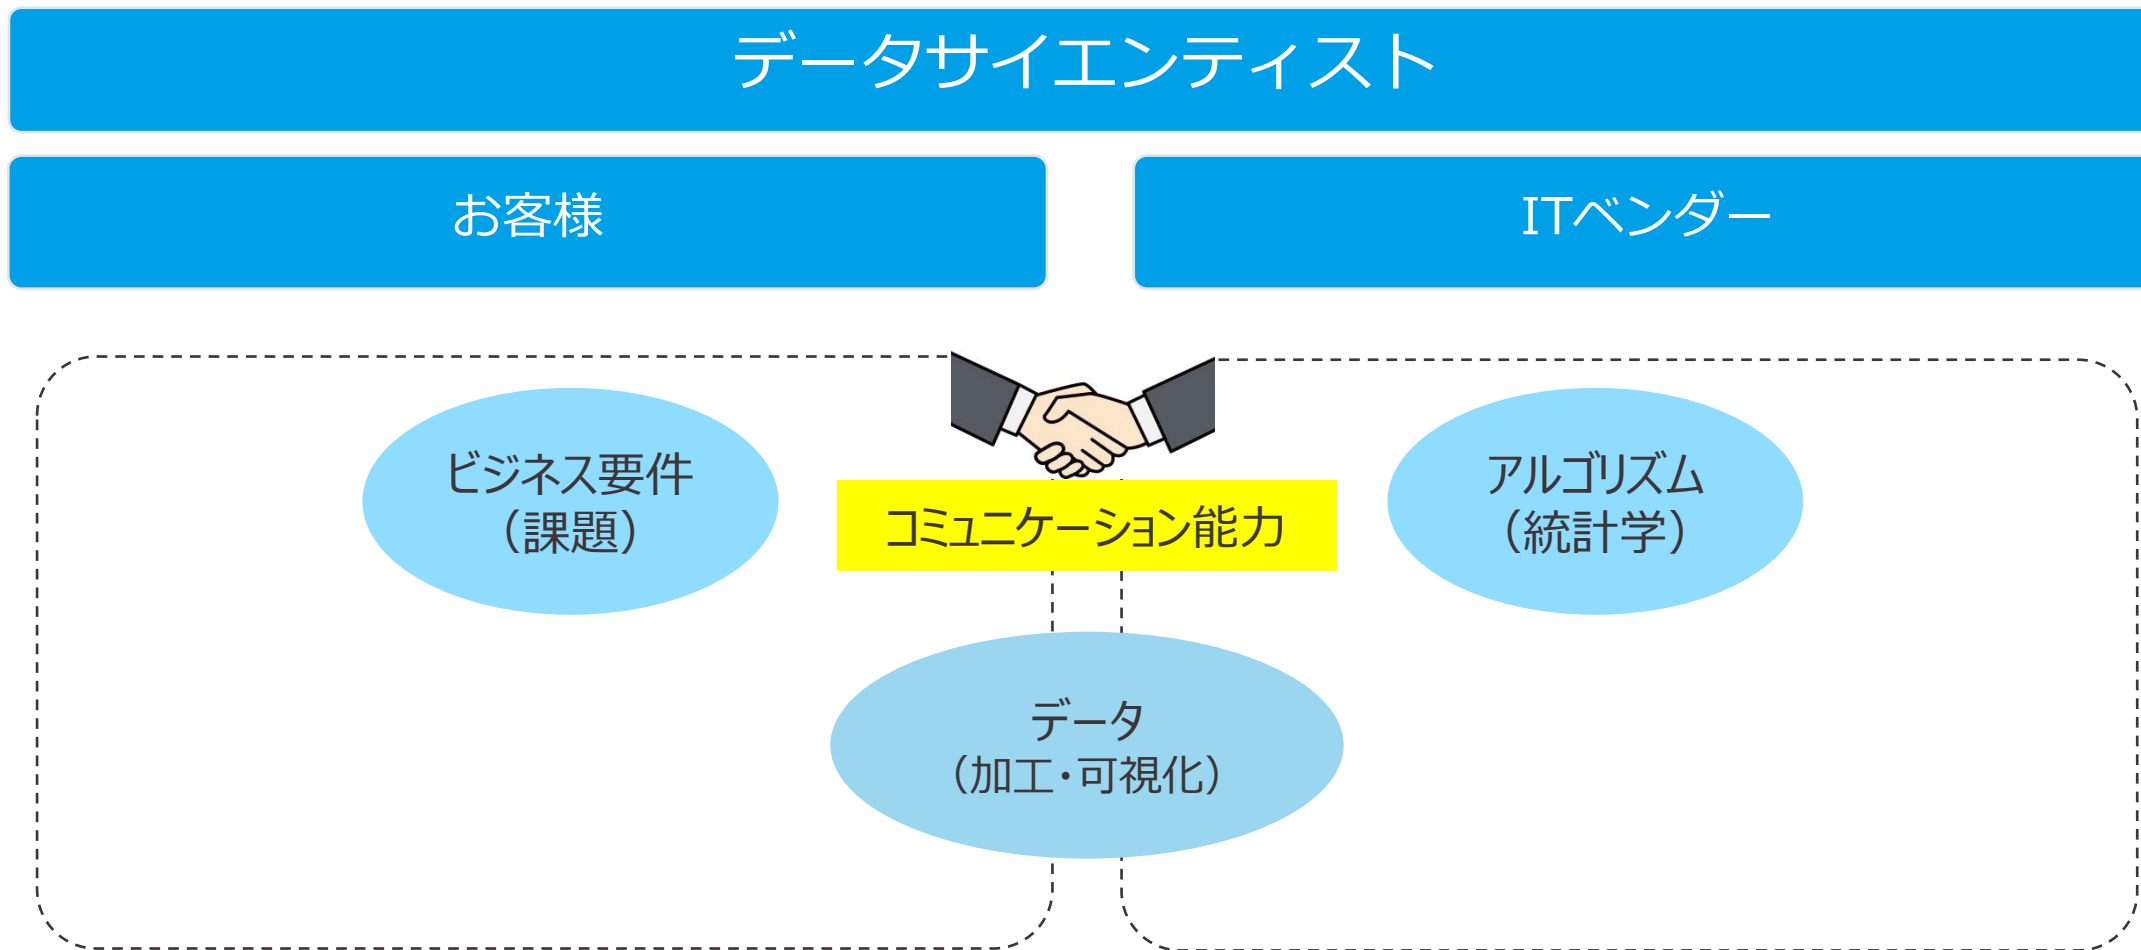 データサイエンティスト
お客様
ITベンダー
ビジネス要件
（課題）
コミュニケーション能力
アルゴリズム
（統計学）
データ
（加工・可視化）